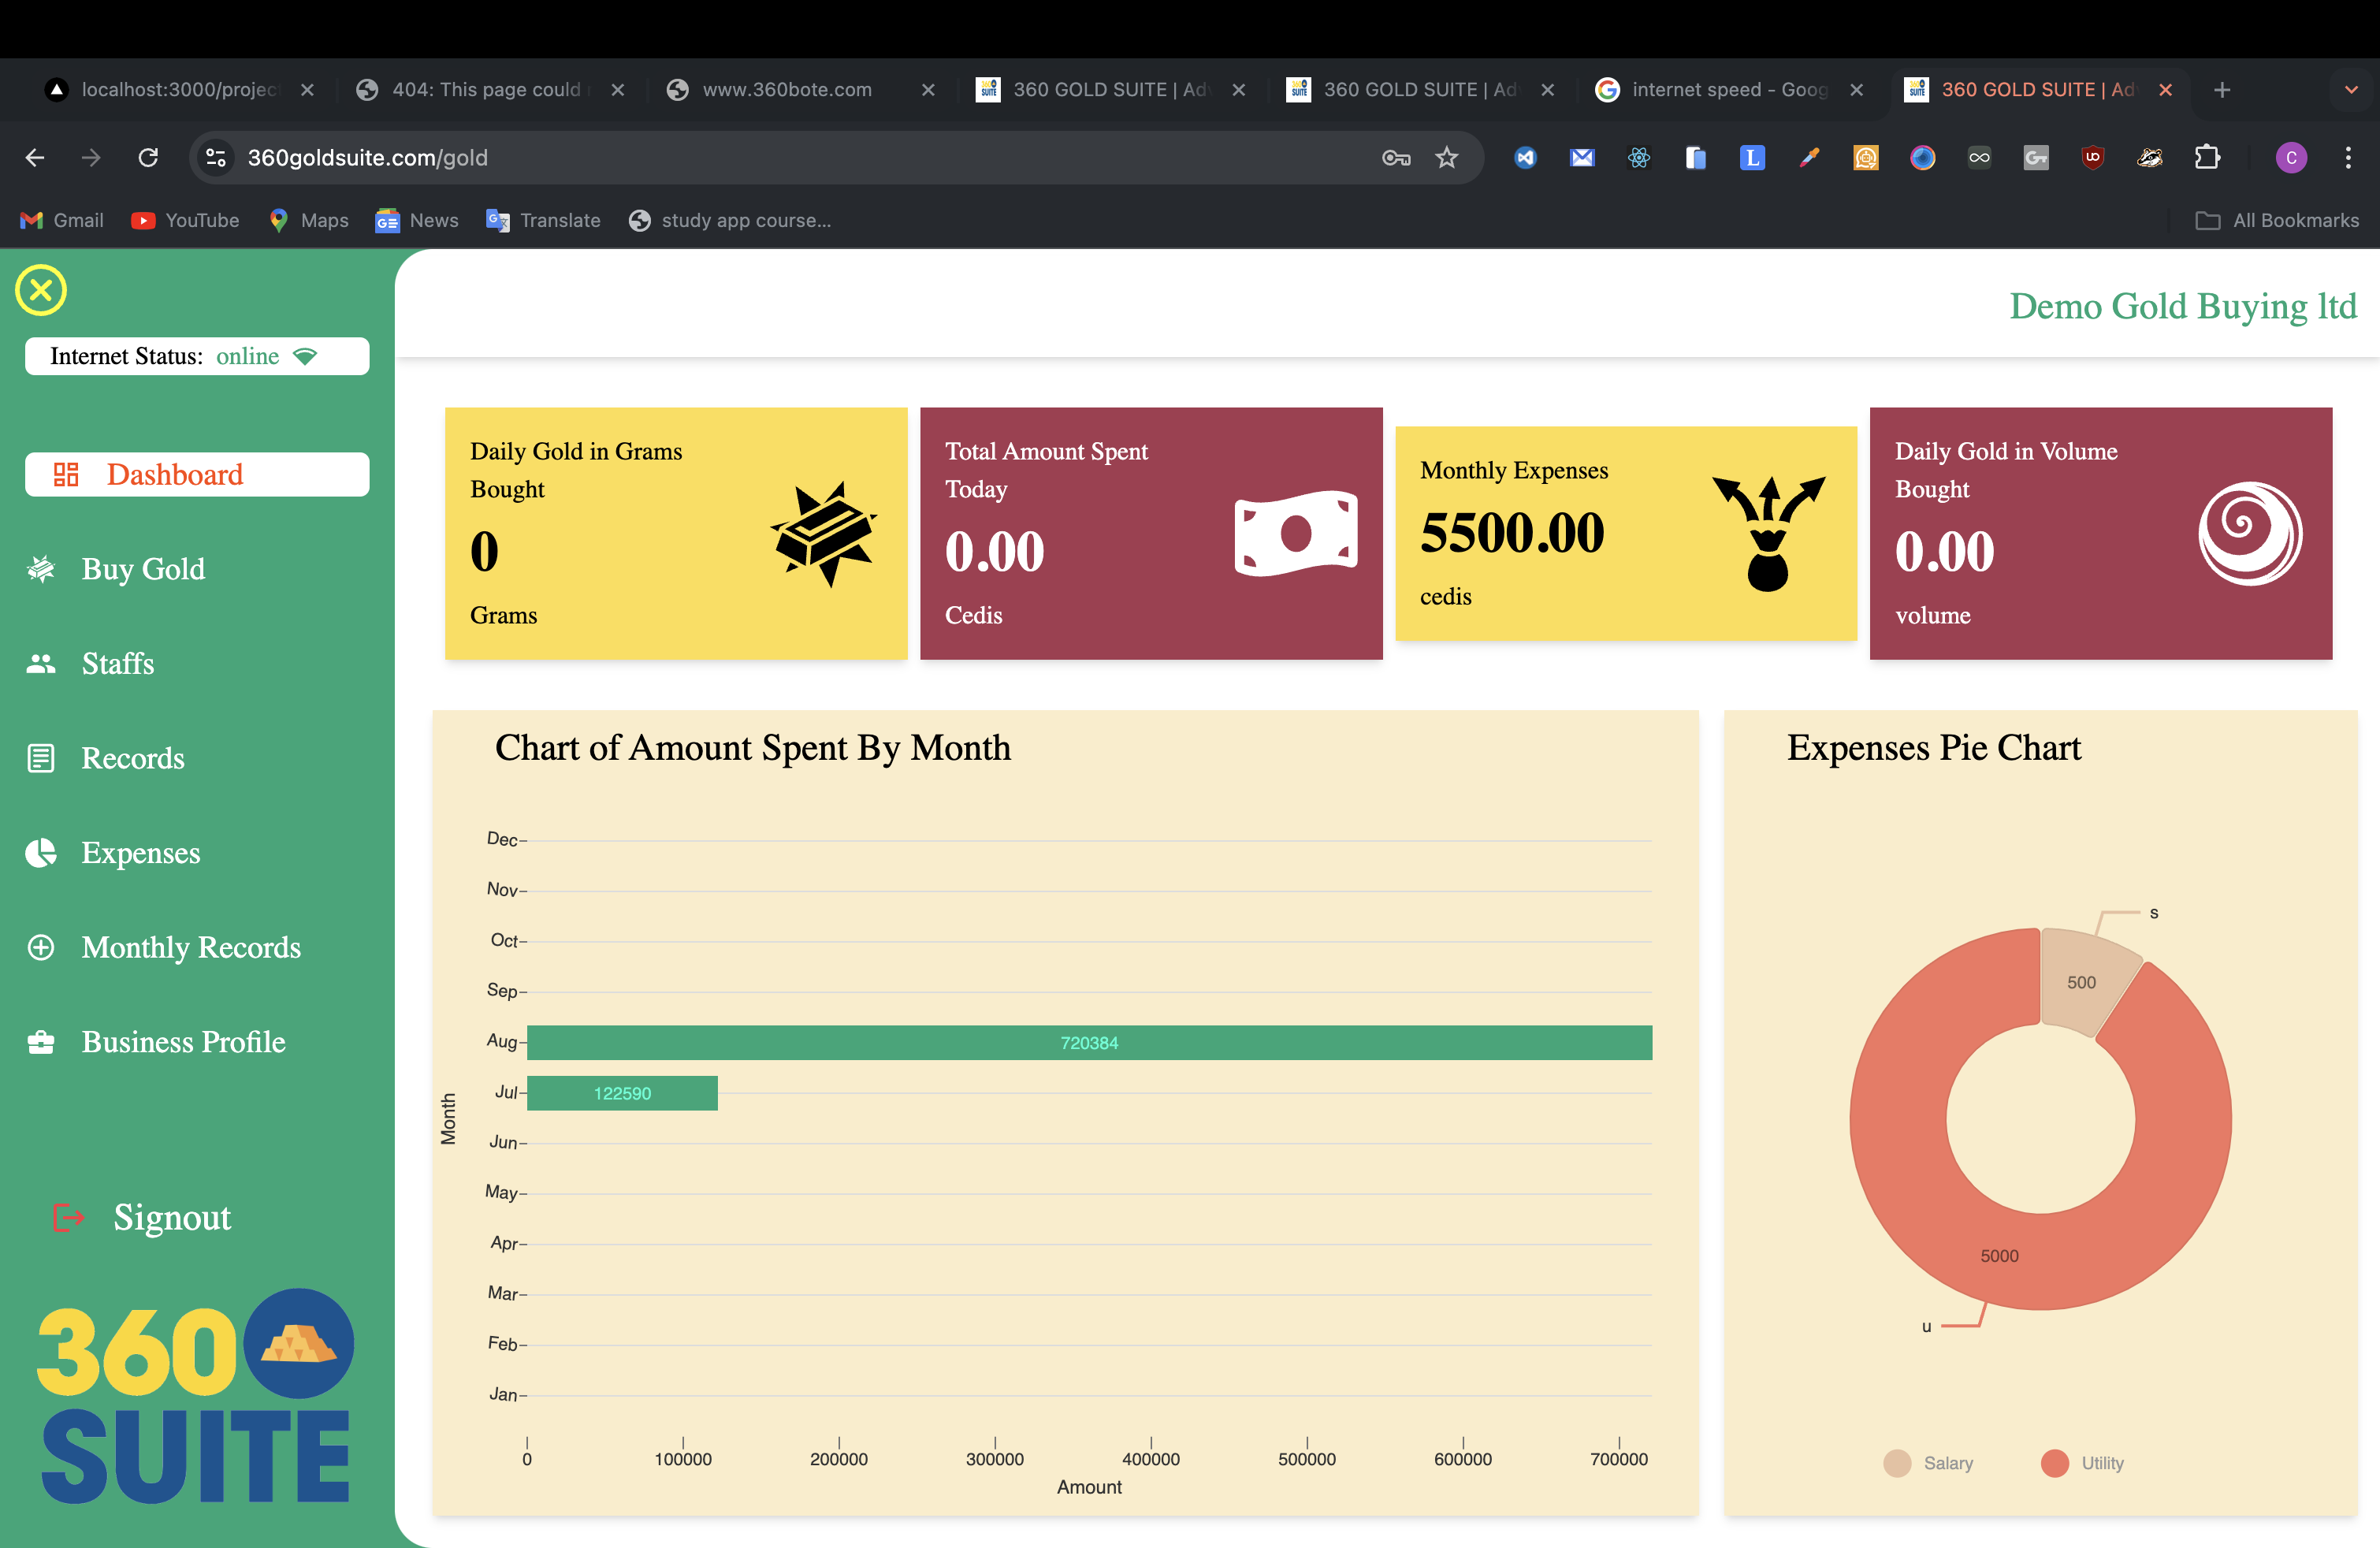 localhost:3000/projec
404: This page could
www.360bote.com
360 GOLD SUITE | Ad
360 GOLD SUITE | Ad
internet speed - Goog
360 GOLD SUITE | Ad
360goldsuite.com/gold
Gmail
YouTube
Maps
News
Translate
study app course...
All Bookmarks
Demo Gold Buying ltd
Internet Status: online
Dashboard
Buy Gold
Staffs
Records
Expenses
Monthly Records
Business Profile
Signout
360
SUITE
Daily Gold in Grams
Bought
0
Grams
Total Amount Spent
Today
0.00
Cedis
Monthly Expenses
5500.00
cedis
Daily Gold in Volume
Bought
0.00
volume
Chart of Amount Spent By Month
Dec
Nov
Oct
Sep
Aug
720384
Jul
122590
Jun
May
Apr
Mar
Feb
Jan
Month
0
100000
200000
300000
400000
500000
600000
700000
Amount
Expenses Pie Chart
s
500
5000
u
Salary
Utility